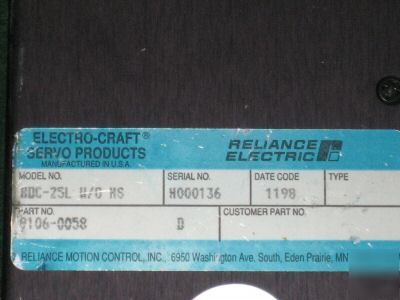 ELECTRO-CRAFT®
SERVO PRODUCTS
MANUFACTURED IN U.S.A.
RELIANCE
ELECTRIC
MODEL NO. SERIAL NO. DATE CODE TYPE
BDC-25L W/O HS H000136 1198 -
PART NO. CUSTOMER PART NO.
9106-0058 D
RELIANCE MOTION CONTROL, INC., 6950 Washington Ave, South, Eden Prairie, MN